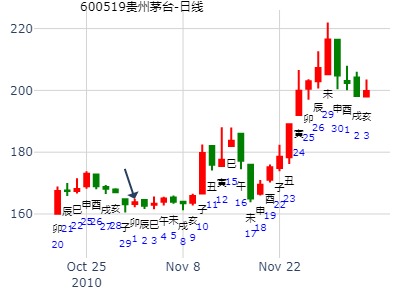 600519贵州茅台-日线
220
200
180
160
卯 辰 巳 申 酉 戌 亥 子 卯 辰 巳 午 未 戌 亥 子 丑 寅 巳 午 未 申 酉 子 丑 寅 卯 辰 未 申 酉 戌 亥
20 21 22 25 26 27 28 29 1 2 3 4 5 8 9 10 11 12 15 16 17 18 19 22 23 24 25 26 29 30 1 2 3
Oct 25 Nov 8 Nov 22
2010